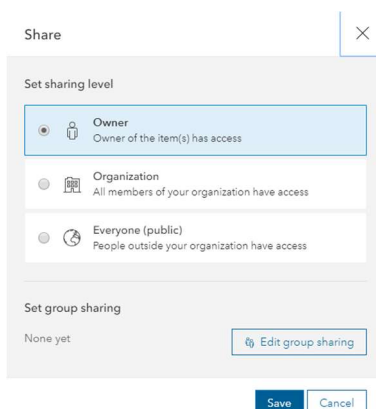 Share
Set sharing level
Owner
Owner of the item(s) has access
Organization
All members of your organization have access
Everyone (public)
People outside your organization have access
Set group sharing
None yet
Edit group sharing
Save
Cancel